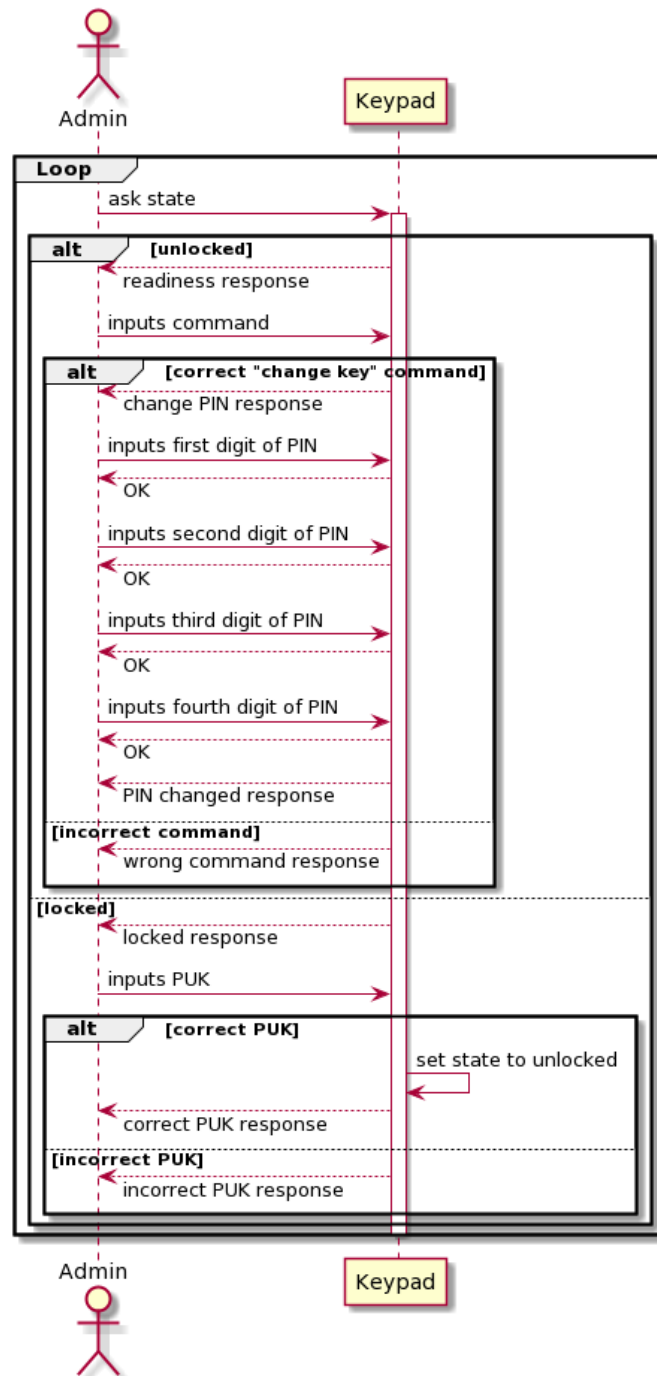 Admin
Keypad
Loop
ask state
alt [unlocked]
readiness response
inputs command
alt [correct "change key" command]
change PIN response
inputs first digit of PIN
OK
inputs second digit of PIN
OK
inputs third digit of PIN
OK
inputs fourth digit of PIN
OK
PIN changed response
[incorrect command]
wrong command response
[locked]
locked response
inputs PUK
alt [correct PUK]
set state to unlocked
correct PUK response
[incorrect PUK]
incorrect PUK response
Admin
Keypad